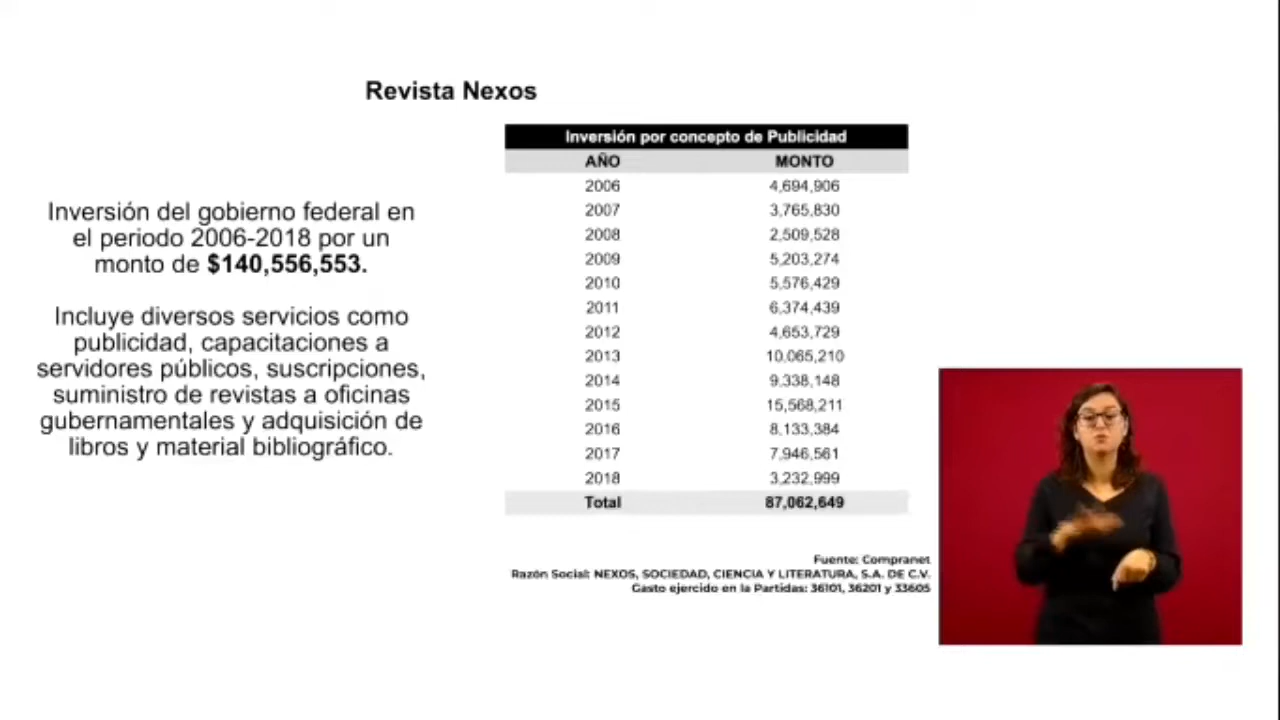 Revista Nexos
Inversión del gobierno federal en
el periodo 2006-2018 por un
monto de $140,556,553.
Incluye diversos servicios como
publicidad, capacitaciones a
servidores públicos, suscripciones,
suministro de revistas a oficinas
gubernamentales y adquisición de
libros y material bibliográfico.
Inversión por concepto de Publicidad
AÑO MONTO
2006 4,694,906
2007 3,765,830
2008 2,509,528
2009 5,203,274
2010 5,576,429
2011 6,374,439
2012 4,653,729
2013 10,065,210
2014 9,338,148
2015 15,568,211
2016 8,133,384
2017 7,946,561
2018 3,232,999
Total 87,062,649
Fuente: Compranet
Razón Social: NEXOS, SOCIEDAD, CIENCIA Y LITERATURA, S.A. DE C.V.
Gasto ejercido en la Partidas: 36101, 36201 y 33605